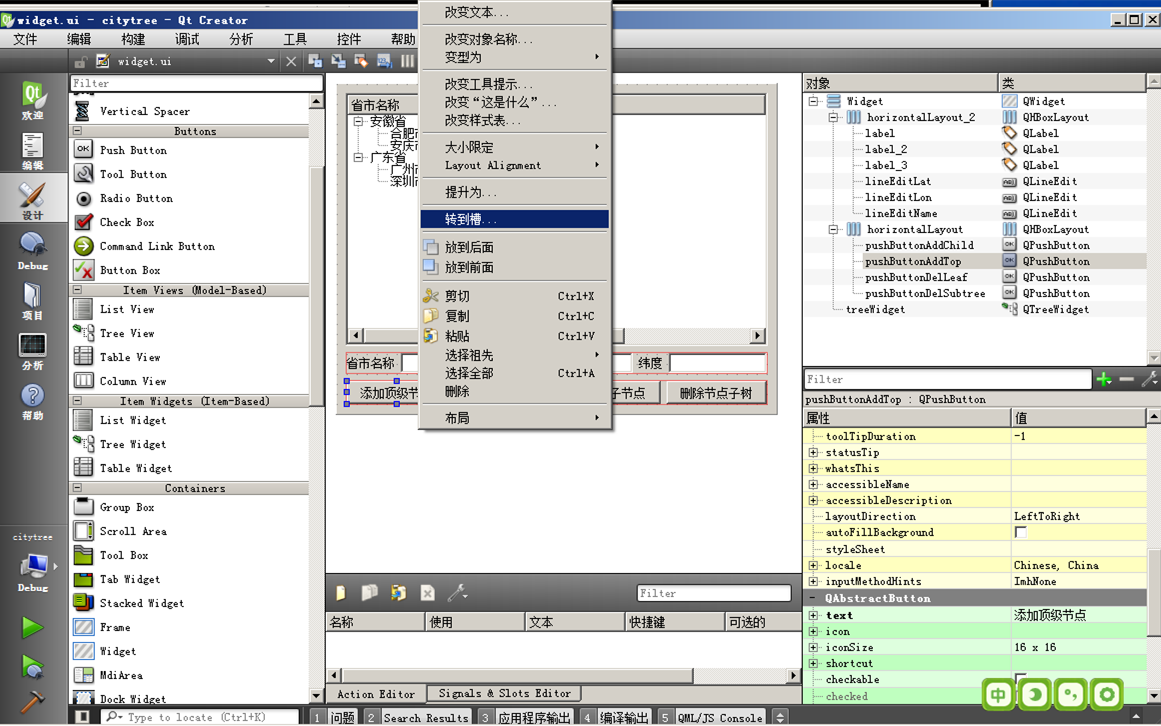 widget.ui - citytree - Qt Creator
文件 编辑 构建 调试 分析 工具 控件 帮助
widget.ui
欢迎
编辑
设计
Debug
项目
分析
帮助
citytree
Debug
Filter
Vertical Spacer
Buttons
Push Button
Tool Button
Radio Button
Check Box
Command Link Button
Button Box
Item Views (Model-Based)
List View
Tree View
Table View
Column View
Item Widgets (Item-Based)
List Widget
Tree Widget
Table Widget
Containers
Group Box
Scroll Area
Tool Box
Tab Widget
Stacked Widget
Frame
Widget
MdiArea
Dock Widget
省市名称
安徽省
合肥
安庆
广东省
广州
深圳
省市名称 纬度
添加顶级节 子节点 删除节点子树
改变文本...
改变对象名称...
变型为
改变工具提示...
改变“这是什么”...
改变样式表...
大小限定
Layout Alignment
提升为...
转到槽...
放到后面
放到前面
剪切 Ctrl+X
复制 Ctrl+C
粘贴 Ctrl+V
选择祖先
选择全部 Ctrl+A
删除
布局
Filter
名称 使用 文本 快捷键 可选的
Action Editor Signals & Slots Editor
对象 类
Widget QWidget
horizontalLayout_2 QHBoxLayout
label QLabel
label_2 QLabel
label_3 QLabel
lineEditLat QLineEdit
lineEditLon QLineEdit
lineEditName QLineEdit
horizontalLayout QHBoxLayout
pushButtonAddChild QPushButton
pushButtonAddTop QPushButton
pushButtonDelLeaf QPushButton
pushButtonDelSubtree QPushButton
treeWidget QTreeWidget
Filter
pushButtonAddTop : QPushButton
属性 值
toolTipDuration -1
statusTip
whatsThis
accessibleName
accessibleDescription
layoutDirection LeftToRight
autoFillBackground
styleSheet
locale Chinese, China
inputMethodHints ImhNone
QAbstractButton
text 添加顶级节点
icon
iconSize 16 x 16
shortcut
checkable
checked
中
Type to locate (Ctrl+K) 1 问题 2 Search Results 3 应用程序输出 4 编译输出 5 QML/JS Console